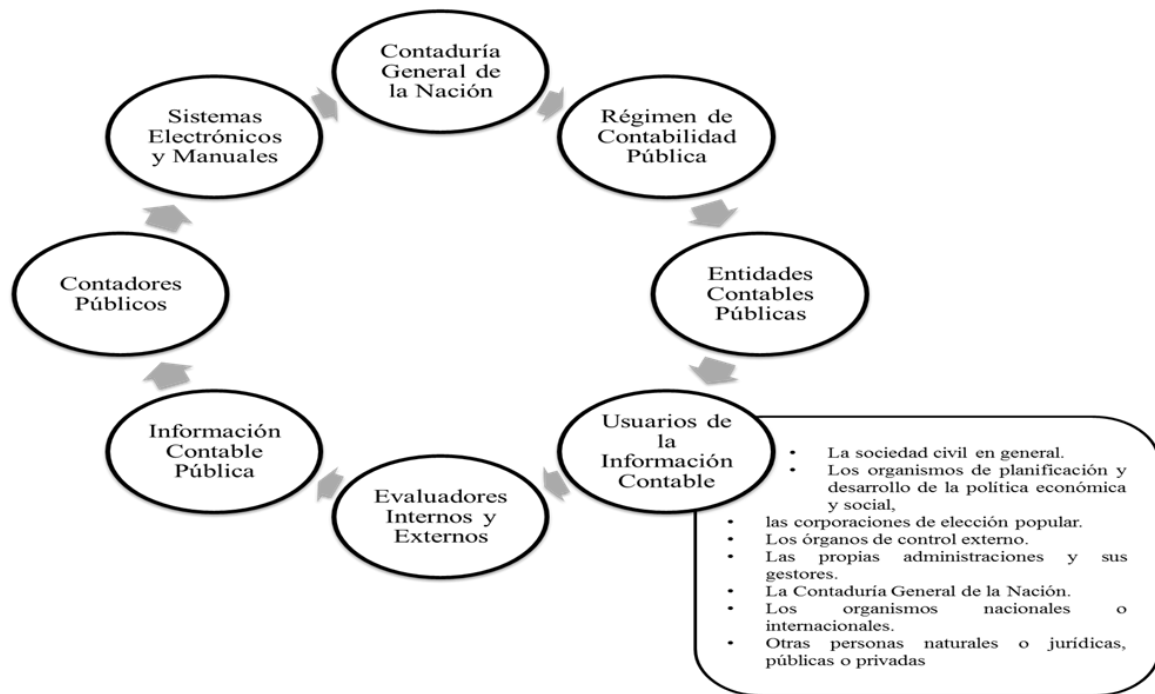 Contaduría
General de
la Nación
Régimen de
Contabilidad
Pública
Entidades
Contables
Públicas
Usuarios de
la
Información
Contable
• La sociedad civil en general.
• Los organismos de planificación y
desarrollo de la política económica
y social,
• las corporaciones de elección popular.
• Los órganos de control externo.
• Las propias administraciones y sus
gestores.
• La Contaduría General de la Nación.
• Los organismos nacionales o
internacionales.
• Otras personas naturales o jurídicas,
públicas o privadas
Evaluadores
Internos y
Externos
Información
Contable
Pública
Contadores
Públicos
Sistemas
Electrónicos
y Manuales